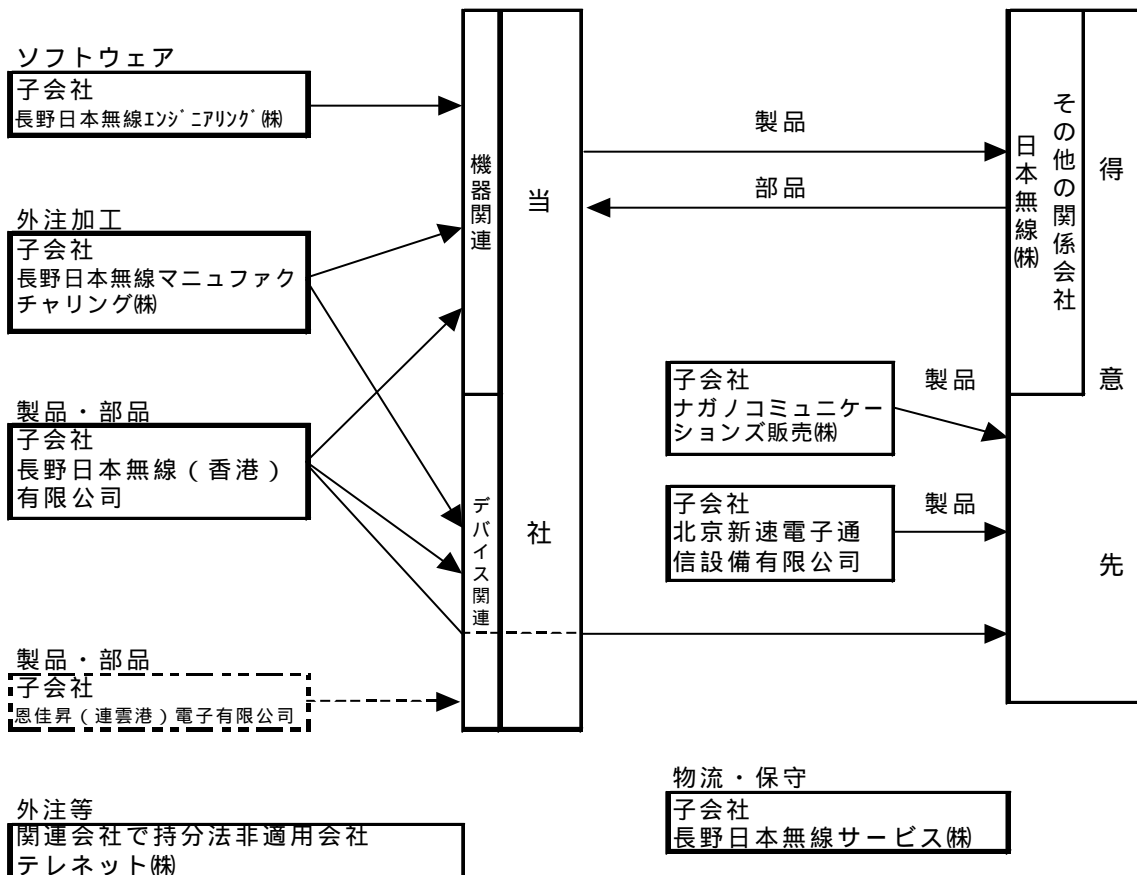 ソフトウェア
子会社
長野日本無線ｴﾝｼﾞﾆｱﾘﾝｸﾞ㈱
外注加工
子会社
長野日本無線マニュファク
チャリング㈱
製品・部品
子会社
長野日本無線（香港）
有限公司
製品・部品
子会社
恩佳昇（連雲港）電子有限公司
外注等
関連会社で持分法非適用会社
テレネット㈱
機器関連
デバイス関連
当社
製品
部品
日本無線㈱
その他の関係会社
得意先
子会社
ナガノコミュニケー
ションズ販売㈱
製品
子会社
北京新速電子通
信設備有限公司
製品
物流・保守
子会社
長野日本無線サービス㈱